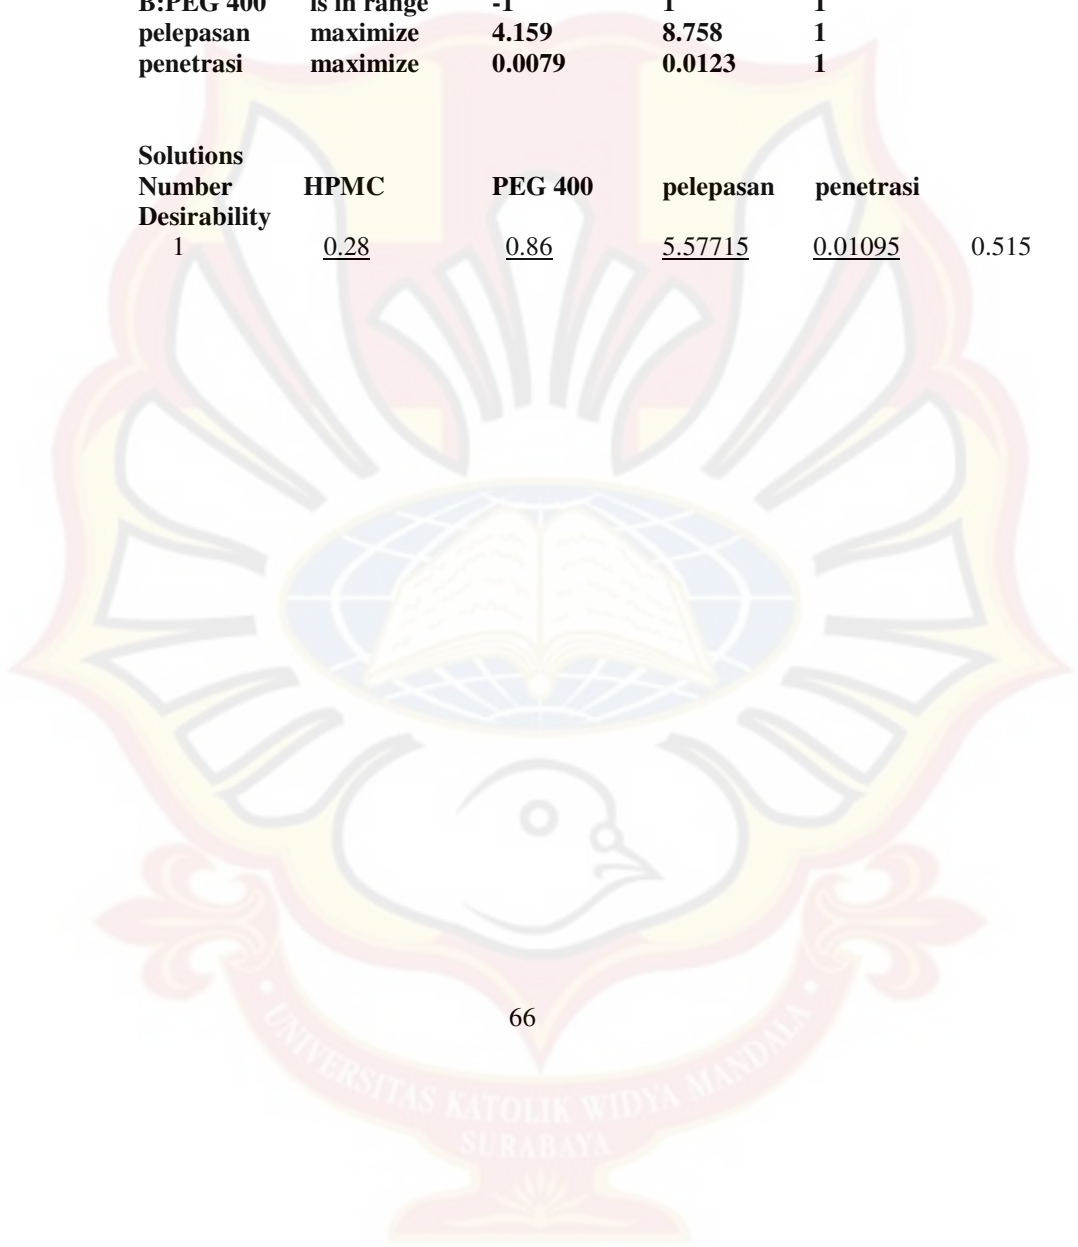 B:PEG 400 is in range -1 1 1
pelepasan maximize 4.159 8.758 1
penetrasi maximize 0.0079 0.0123 1
Solutions
Number HPMC PEG 400 pelepasan penetrasi
Desirability
1 0.28 0.86 5.57715 0.01095 0.515
66
UNIVERSITAS KATOLIK WIDYA MANDALA
SURABAYA